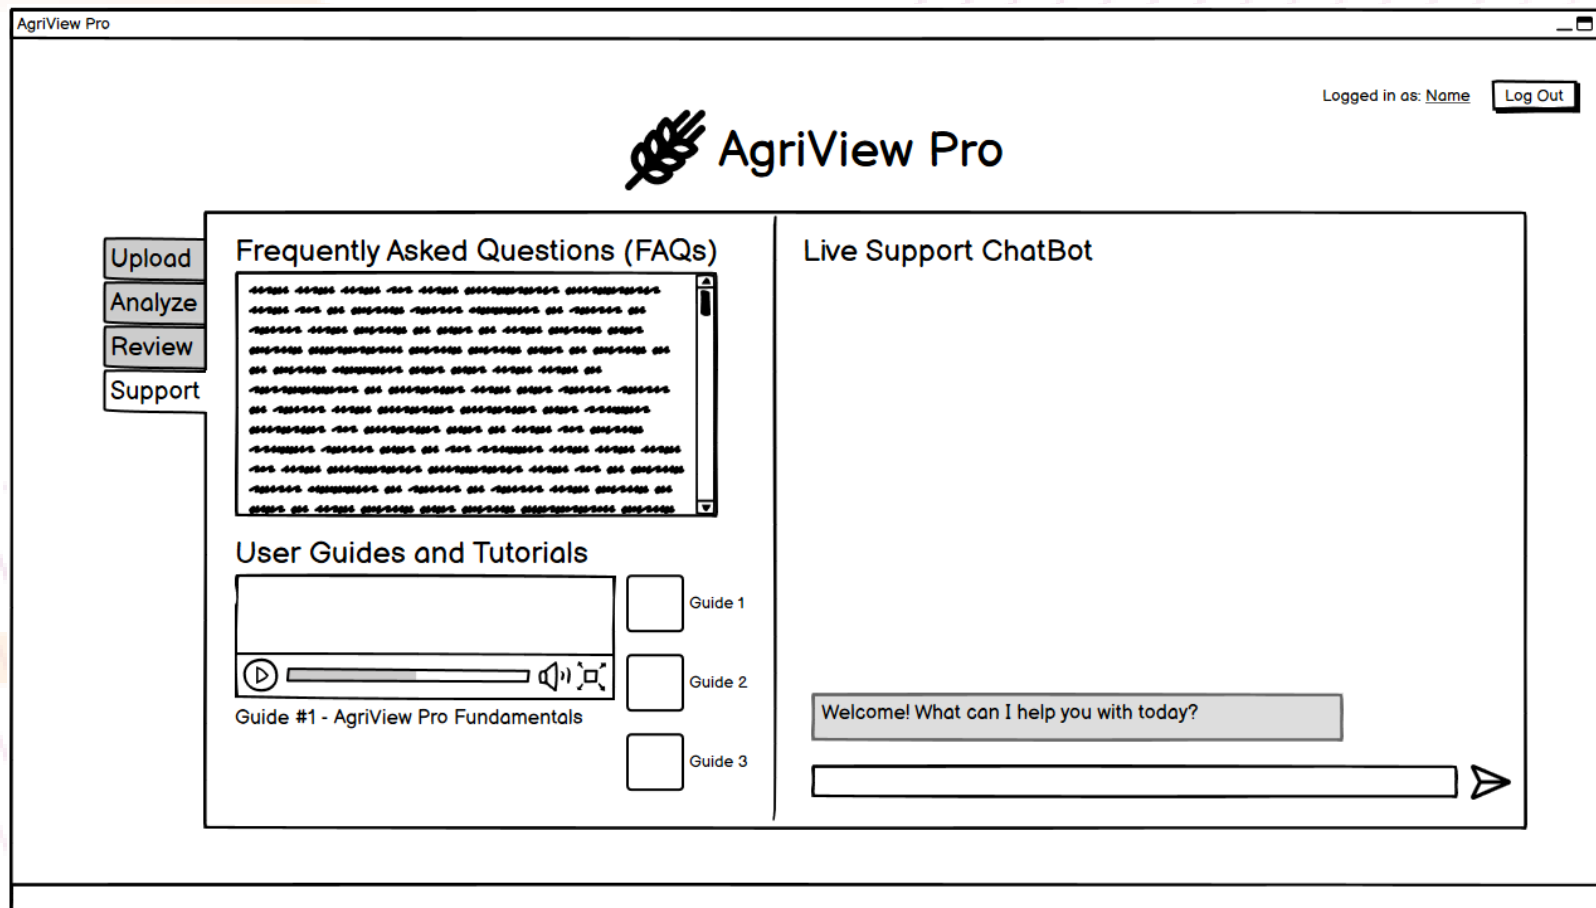 AgriView Pro
Logged in as: Name
Log Out
AgriView Pro
Upload
Analyze
Review
Support
Frequently Asked Questions (FAQs)
User Guides and Tutorials
Guide 1
Guide 2
Guide 3
Guide #1 - AgriView Pro Fundamentals
Live Support ChatBot
Welcome! What can I help you with today?